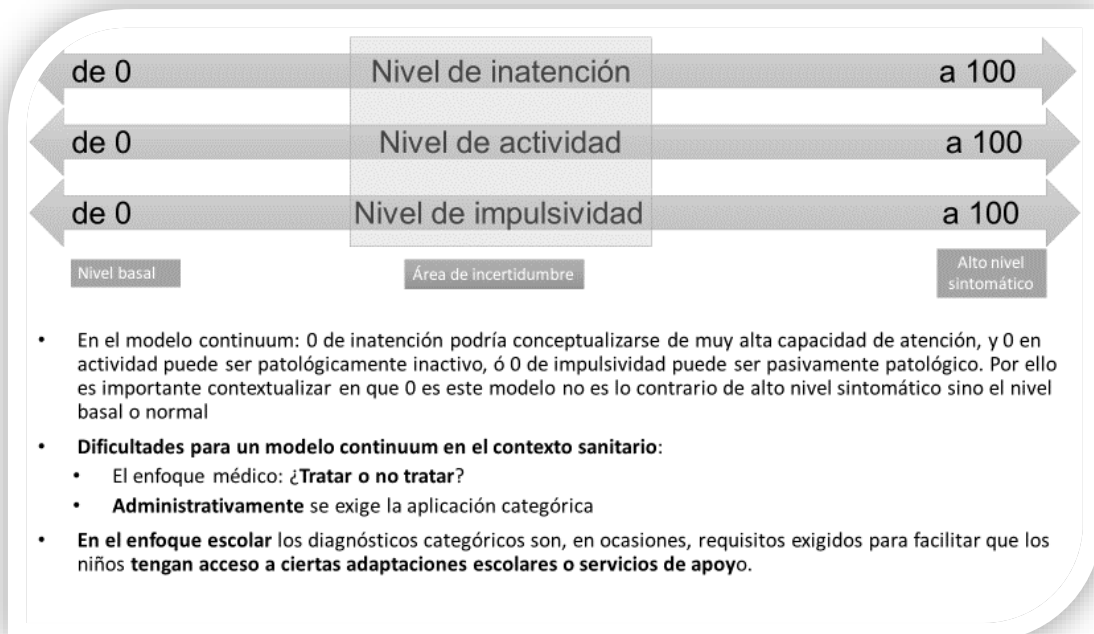 de 0 Nivel de inatención a 100
de 0 Nivel de actividad a 100
de 0 Nivel de impulsividad a 100
Nivel basal Área de incertidumbre Alto nivel
sintomático
• En el modelo continuum: 0 de inatención podría conceptualizarse de muy alta capacidad de atención, y 0 en
actividad puede ser patológicamente inactivo, ó 0 de impulsividad puede ser pasivamente patológico. Por ello
es importante contextualizar en que 0 es este modelo no es lo contrario de alto nivel sintomático sino el nivel
basal o normal
• Dificultades para un modelo continuum en el contexto sanitario:
• El enfoque médico: ¿Tratar o no tratar?
• Administrativamente se exige la aplicación categórica
• En el enfoque escolar los diagnósticos categóricos son, en ocasiones, requisitos exigidos para facilitar que los
niños tengan acceso a ciertas adaptaciones escolares o servicios de apoyo.